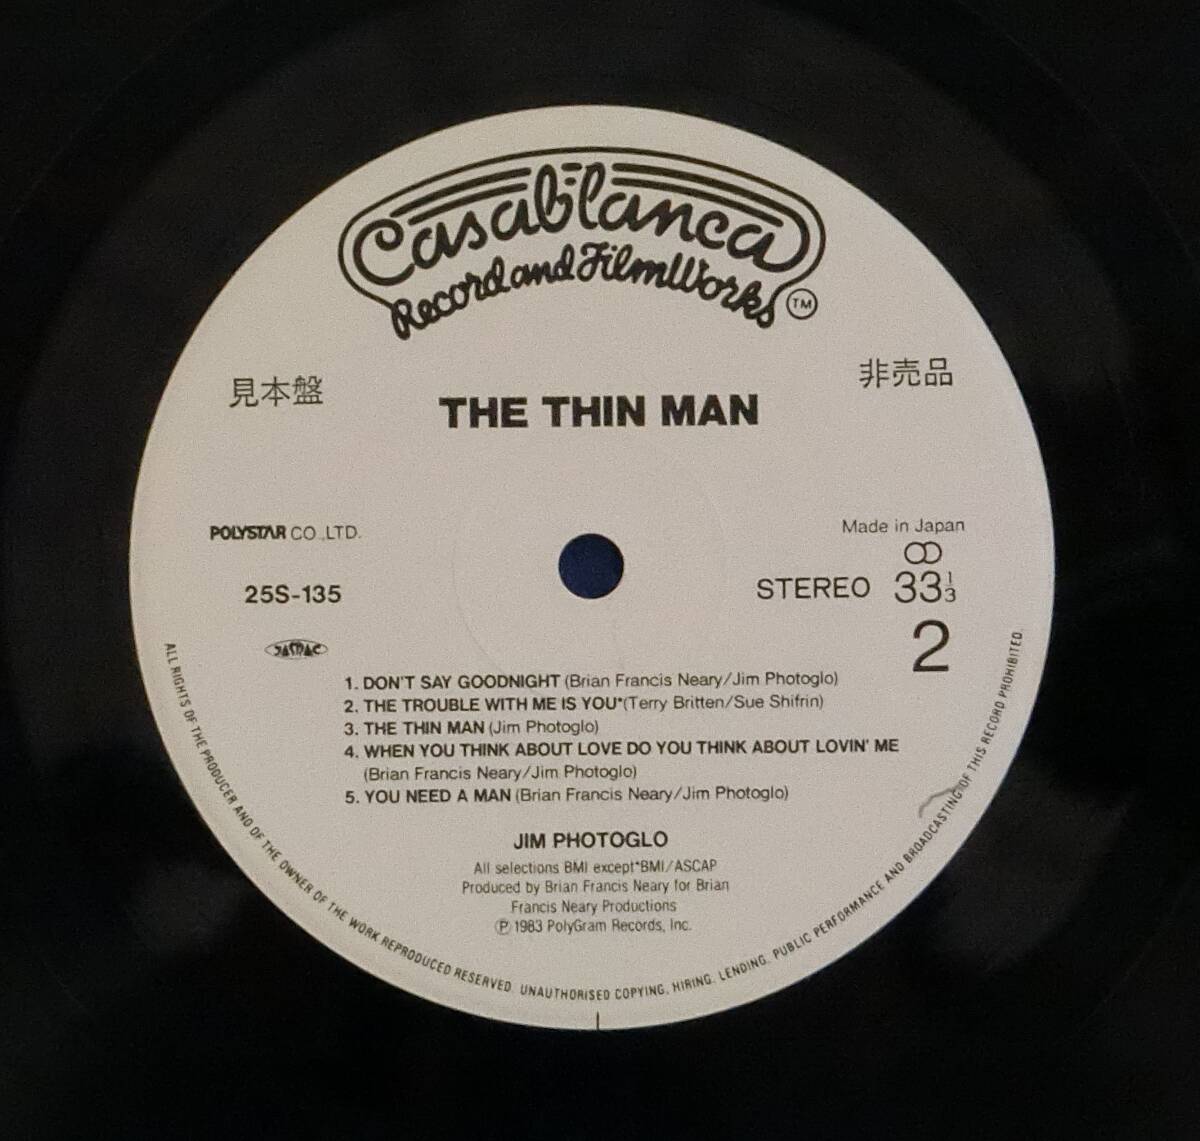 Casablanca
Record and FilmWorks TM
見本盤
非売品
THE THIN MAN
POLYSTAR CO.,LTD.
Made in Japan
25S-135
STEREO 33 1/3
2
JASRAC
1. DON'T SAY GOODNIGHT (Brian Francis Neary/Jim Photoglo)
2. THE TROUBLE WITH ME IS YOU*(Terry Britten/Sue Shifrin)
3. THE THIN MAN (Jim Photoglo)
4. WHEN YOU THINK ABOUT LOVE DO YOU THINK ABOUT LOVIN' ME
(Brian Francis Neary/Jim Photoglo)
5. YOU NEED A MAN (Brian Francis Neary/Jim Photoglo)
JIM PHOTOGLO
All selections BMI except*BMI/ASCAP
Produced by Brian Francis Neary for Brian
Francis Neary Productions
Ⓟ 1983 PolyGram Records, Inc.
ALL RIGHTS OF THE PRODUCER AND OF THE OWNER OF THE WORK REPRODUCED RESERVED. UNAUTHORISED COPYING, HIRING, LENDING, PUBLIC PERFORMANCE AND BROADCASTING OF THIS RECORD PROHIBITED.